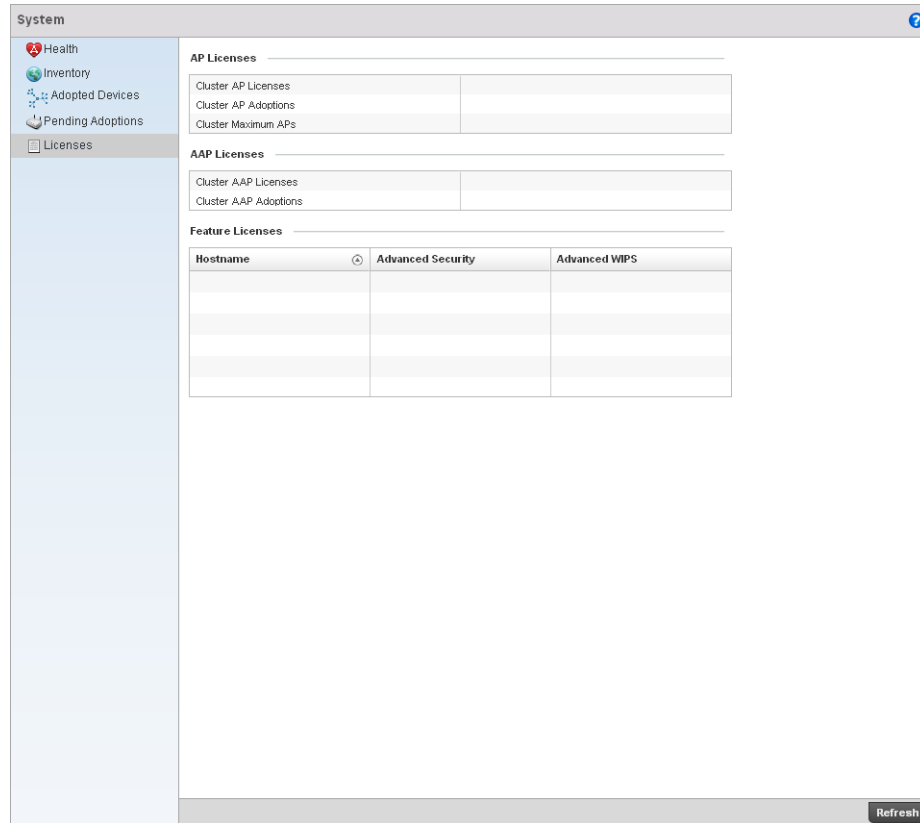 System
?
Health
Inventory
Adopted Devices
Pending Adoptions
Licenses
AP Licenses
Cluster AP Licenses
Cluster AP Adoptions
Cluster Maximum APs
AAP Licenses
Cluster AAP Licenses
Cluster AAP Adoptions
Feature Licenses
Hostname Advanced Security Advanced WIPS
Refresh